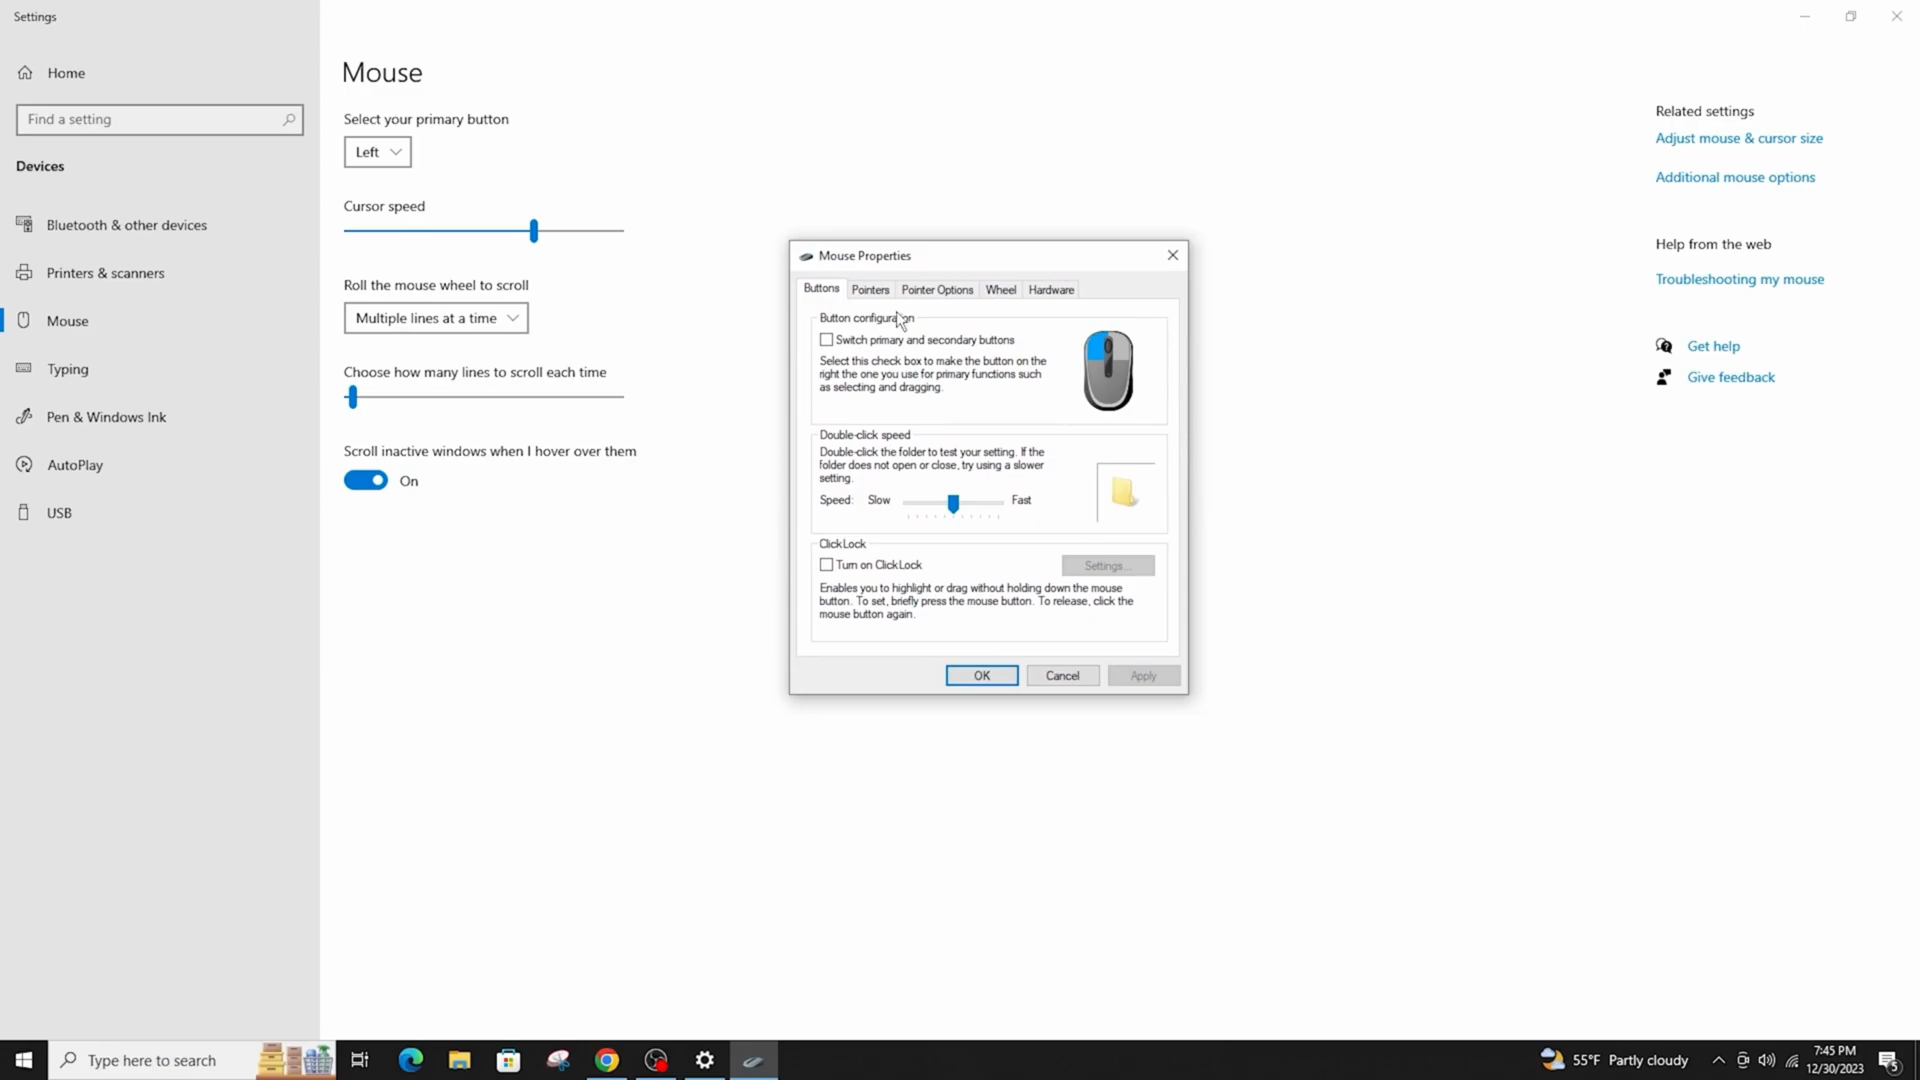 Settings
Home
Find a setting
Devices
Bluetooth & other devices
Printers & scanners
Mouse
Typing
Pen & Windows Ink
AutoPlay
USB
Mouse
Select your primary button
Left
Cursor speed
Roll the mouse wheel to scroll
Multiple lines at a time
Choose how many lines to scroll each time
Scroll inactive windows when I hover over them
On
Mouse Properties
Buttons
Pointers
Pointer Options
Wheel
Hardware
Button configuration
Switch primary and secondary buttons
Select this check box to make the button on the
right the one you use for primary functions such
as selecting and dragging.
Double-click speed
Double-click the folder to test your setting. If the
folder does not open or close, try using a slower
setting.
Speed:
Slow
Fast
ClickLock
Turn on ClickLock
Settings...
Enables you to highlight or drag without holding down the mouse
button. To set, briefly press the mouse button. To release, click the
mouse button again.
OK
Cancel
Apply
Related settings
Adjust mouse & cursor size
Additional mouse options
Help from the web
Troubleshooting my mouse
Get help
Give feedback
Type here to search
55°F Partly cloudy
7:45 PM
12/30/2023
5